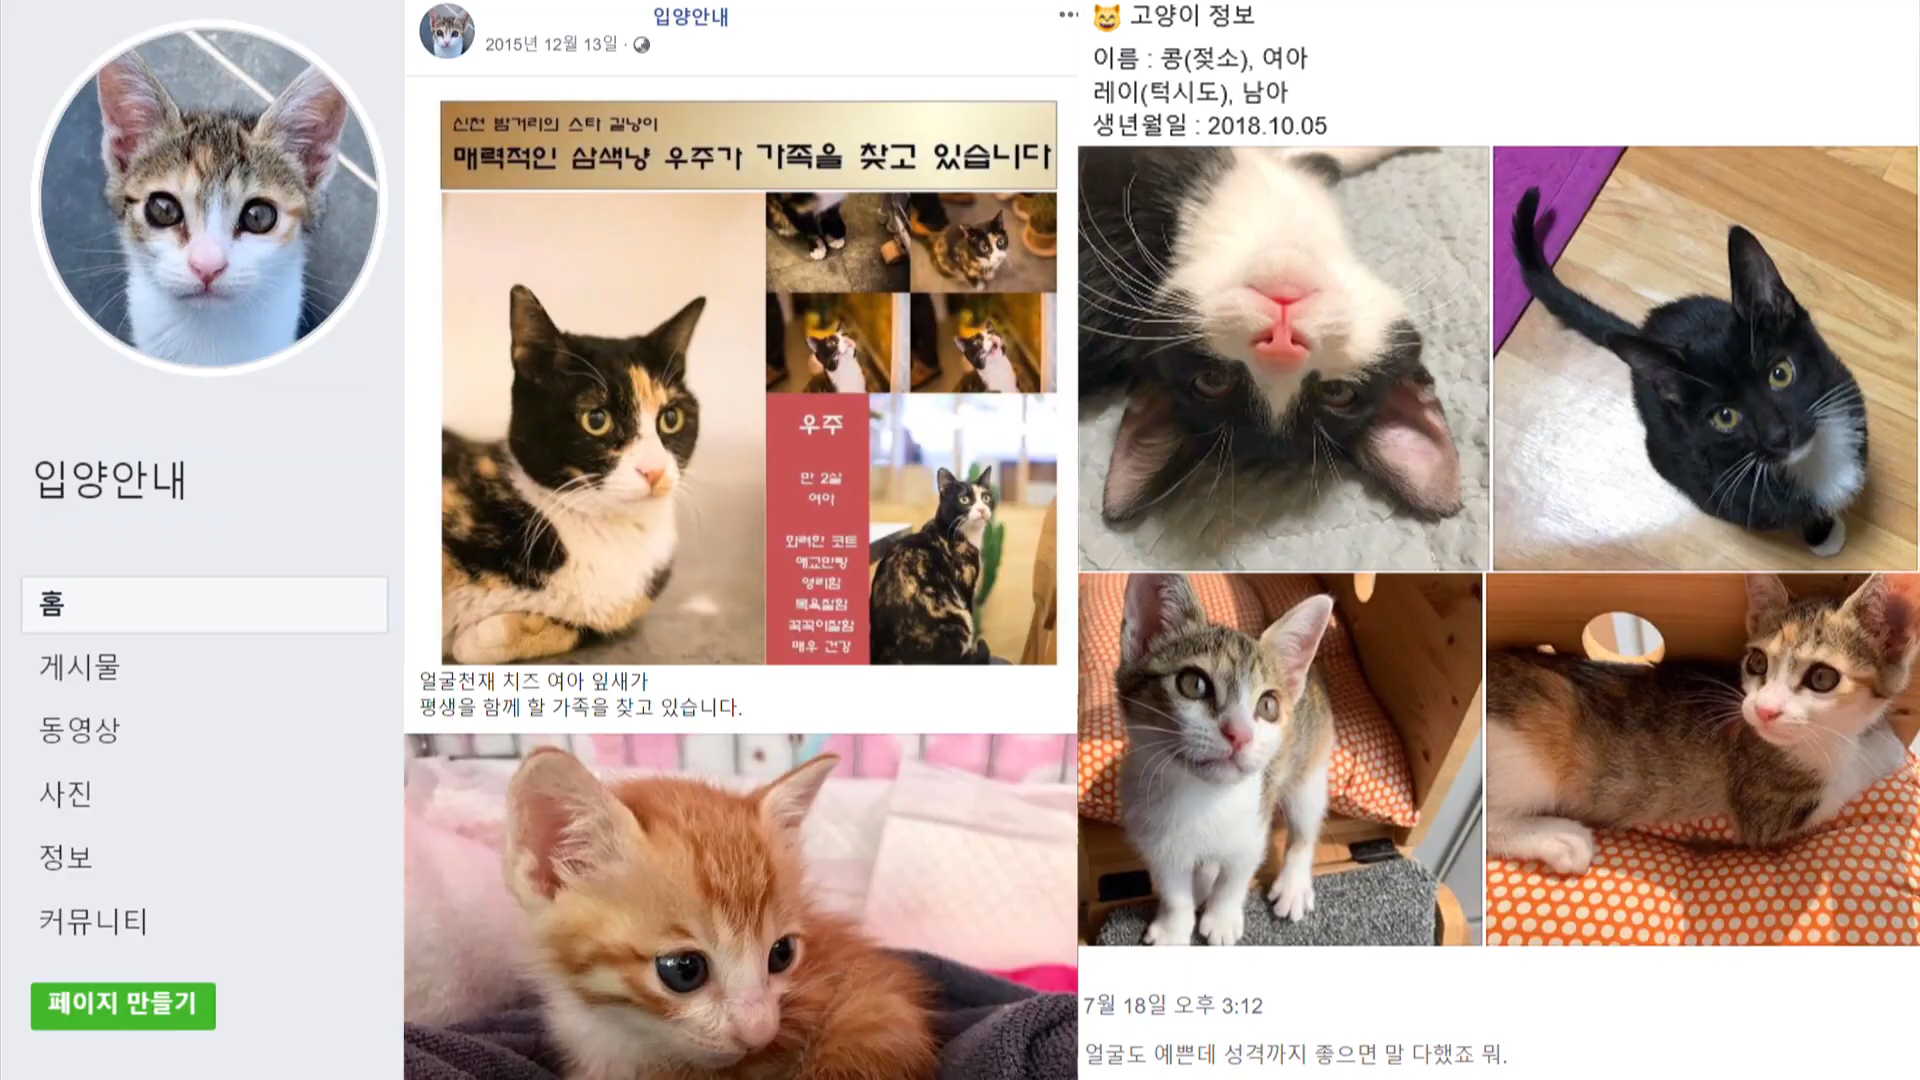 입양안내
홈
게시물
동영상
사진
정보
커뮤니티
페이지 만들기
입양안내
2015년 12월 13일
신천 밤거리의 스타 길냥이
매력적인 삼색냥 우주가 가족을 찾고 있습니다
우주
만 2살
여아
화려한 코트
애교만빵
영리함
목욕잘함
꾹꾹이잘함
매우 건강
얼굴천재 치즈 여아 잎새가
평생을 함께 할 가족을 찾고 있습니다.
고양이 정보
이름 : 콩(젖소), 여아
레이(턱시도), 남아
생년월일 : 2018.10.05
7월 18일 오후 3:12
얼굴도 예쁜데 성격까지 좋으면 말 다했죠 뭐.